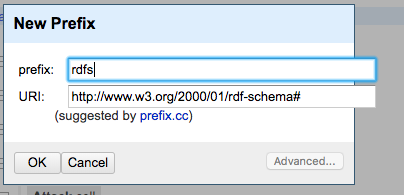 New Prefix
prefix: rdfs
URI: http://www.w3.org/2000/01/rdf-schema#
(suggested by prefix.cc)
OK Cancel Advanced...